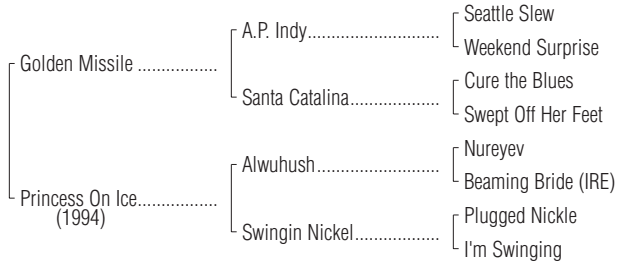 Seattle Slew
A.P. Indy
Weekend Surprise
Golden Missile
Cure the Blues
Santa Catalina
Swept Off Her Feet
Nureyev
Alwuhush
Beaming Bride (IRE)
Princess On Ice
(1994)
Plugged Nickle
Swingin Nickel
I'm Swinging